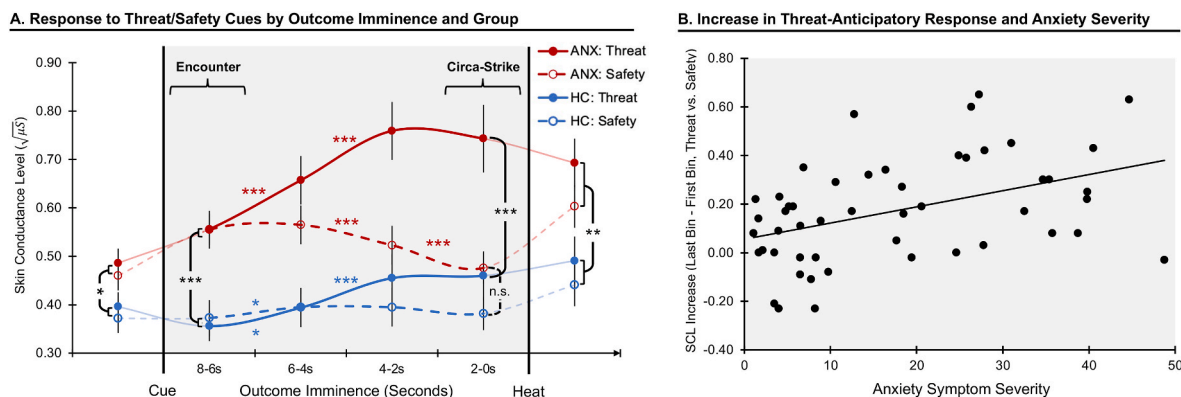 A. Response to Threat/Safety Cues by Outcome Imminence and Group
Skin Conductance Level (√μS)
0.90
0.80
0.70
0.60
0.50
0.40
0.30
Encounter
Circa-Strike
ANX: Threat
ANX: Safety
HC: Threat
HC: Safety
***
***
***
***
***
*
***
*
*
***
***
n.s.
**
8-6s
6-4s
4-2s
2-0s
Cue
Outcome Imminence (Seconds)
Heat
B. Increase in Threat-Anticipatory Response and Anxiety Severity
SCL Increase (Last Bin - First Bin, Threat vs. Safety)
0.80
0.60
0.40
0.20
0.00
-0.20
-0.40
0
10
20
30
40
50
Anxiety Symptom Severity